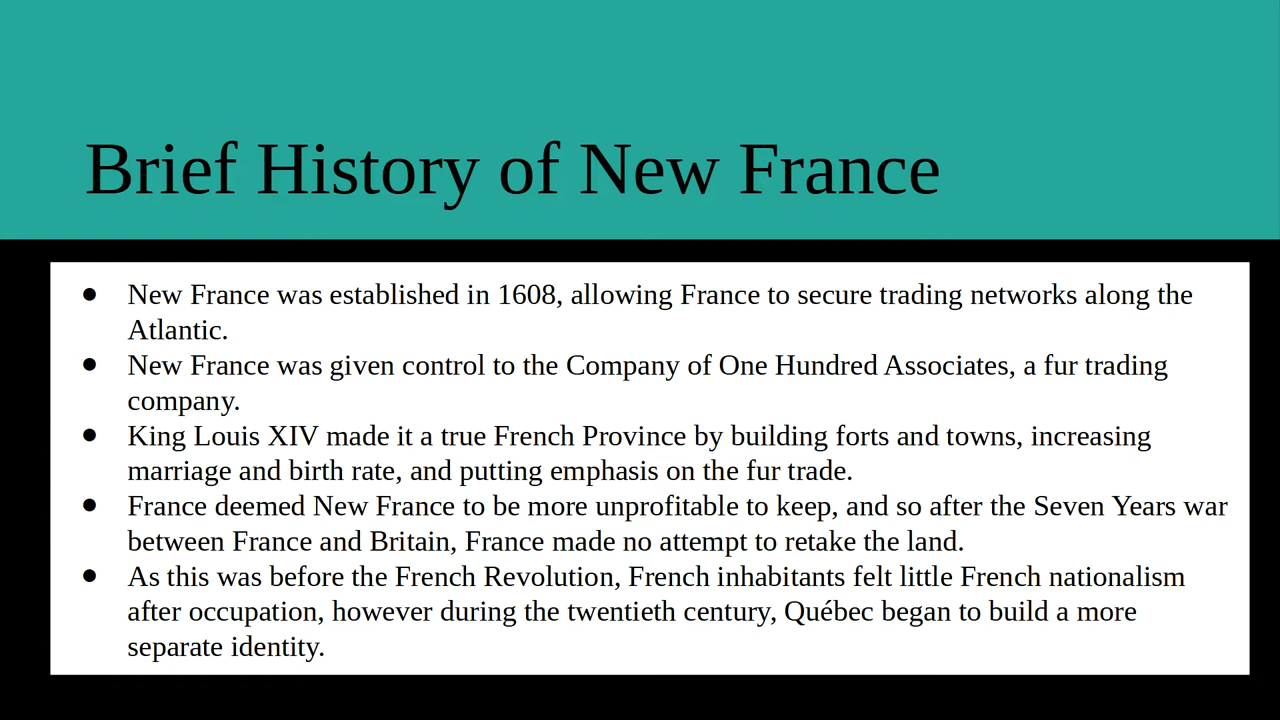 Brief History of New France
● New France was established in 1608, allowing France to secure trading networks along the
Atlantic.
● New France was given control to the Company of One Hundred Associates, a fur trading
company.
● King Louis XIV made it a true French Province by building forts and towns, increasing
marriage and birth rate, and putting emphasis on the fur trade.
● France deemed New France to be more unprofitable to keep, and so after the Seven Years war
between France and Britain, France made no attempt to retake the land.
● As this was before the French Revolution, French inhabitants felt little French nationalism
after occupation, however during the twentieth century, Québec began to build a more
separate identity.